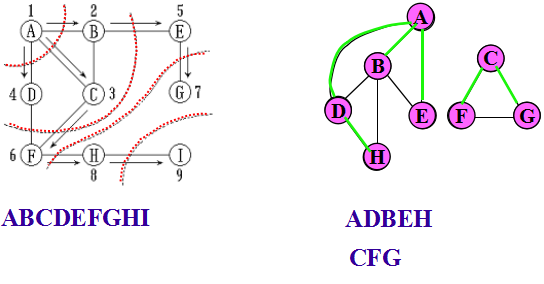 1 2 5
A B E
4 D C 3 G 7
6 F H I
8 9
ABCDEFGHI
A
B
D E
H
C
F G
ADBEH
CFG